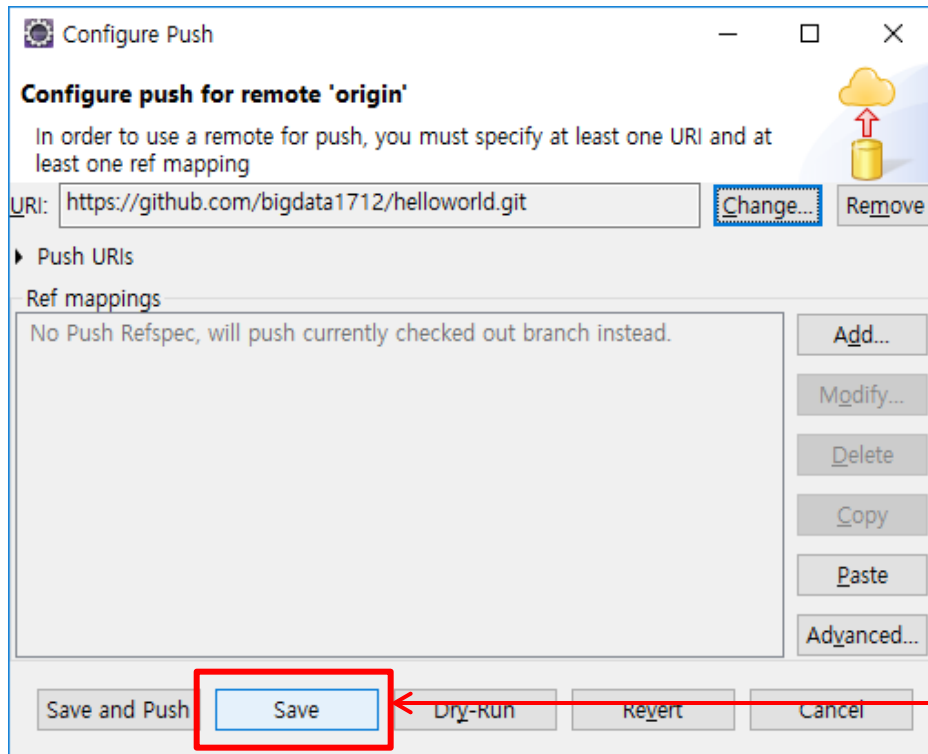 Configure Push
Configure push for remote 'origin'
In order to use a remote for push, you must specify at least one URI and at
least one ref mapping
URI: https://github.com/bigdata1712/helloworld.git Change... Remove
Push URIs
Ref mappings
No Push Refspec, will push currently checked out branch instead.
Add...
Modify...
Delete
Copy
Paste
Advanced...
Save and Push Save Dry-Run Revert Cancel